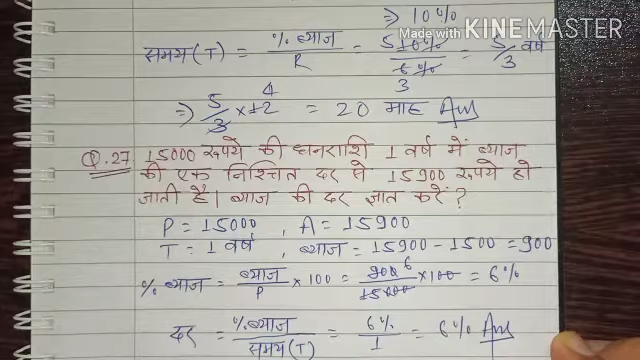 ⇒ 10%
Made with KINEMASTER
समय (T) = % ब्याज / R = 5 10% / 6% 3 = 5/3 वर्ष
⇒ 5/3 × 12 4 = 20 माह Ans
Q.27 15000 रूपये की धनराशि 1 वर्ष में ब्याज
की एक निश्चित दर से 15900 रूपये हो
जाती है। ब्याज की दर ज्ञात करें?
P = 15000 , A = 15900
T = 1 वर्ष , ब्याज = 15900 - 1500 = 900
% ब्याज = ब्याज / P × 100 = 900 6 / 15000 × 100 = 6%
दर = % ब्याज / समय (T) = 6% / 1 = 6% Ans